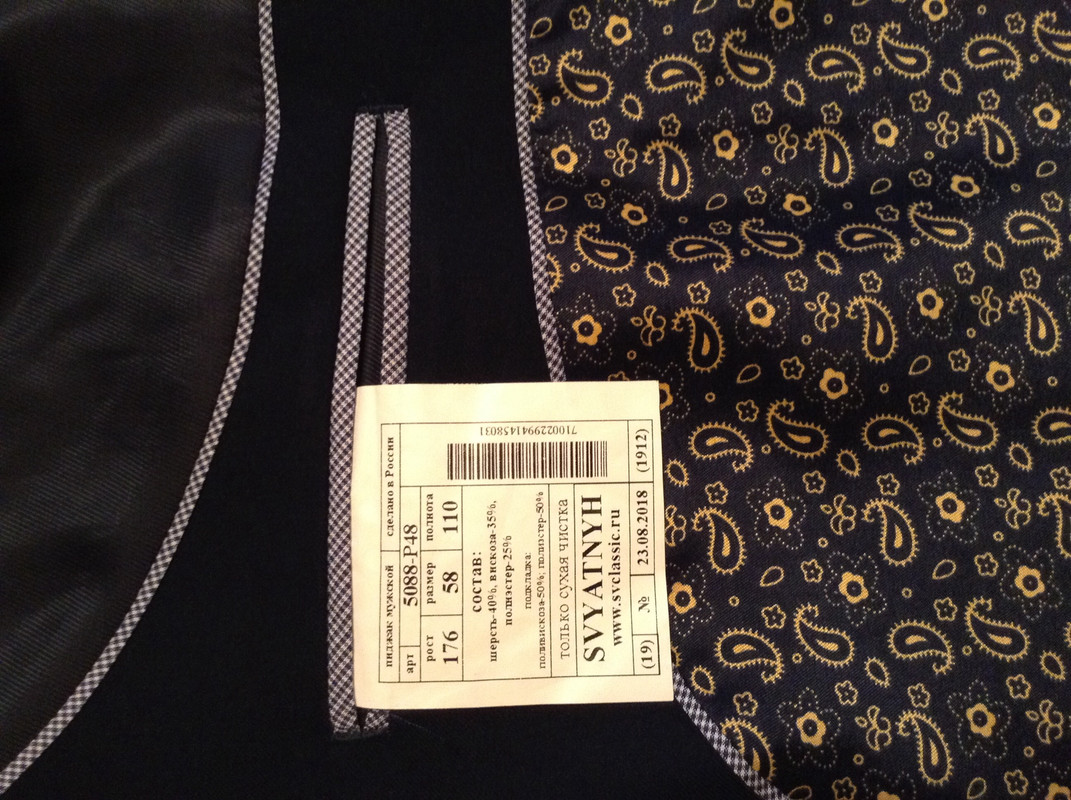 пиджак мужской сделано в России
арт 5088-P48
рост размер полнота
176 58 110
состав:
шерсть-40%, вискоза-35%,
полиэстер-25%
подкладка:
поливискоза-50%; полиэстер-50%
только сухая чистка
SVYATNYH
www.svclassic.ru
(19) № 23.08.2018 (1912)
7100229941458031